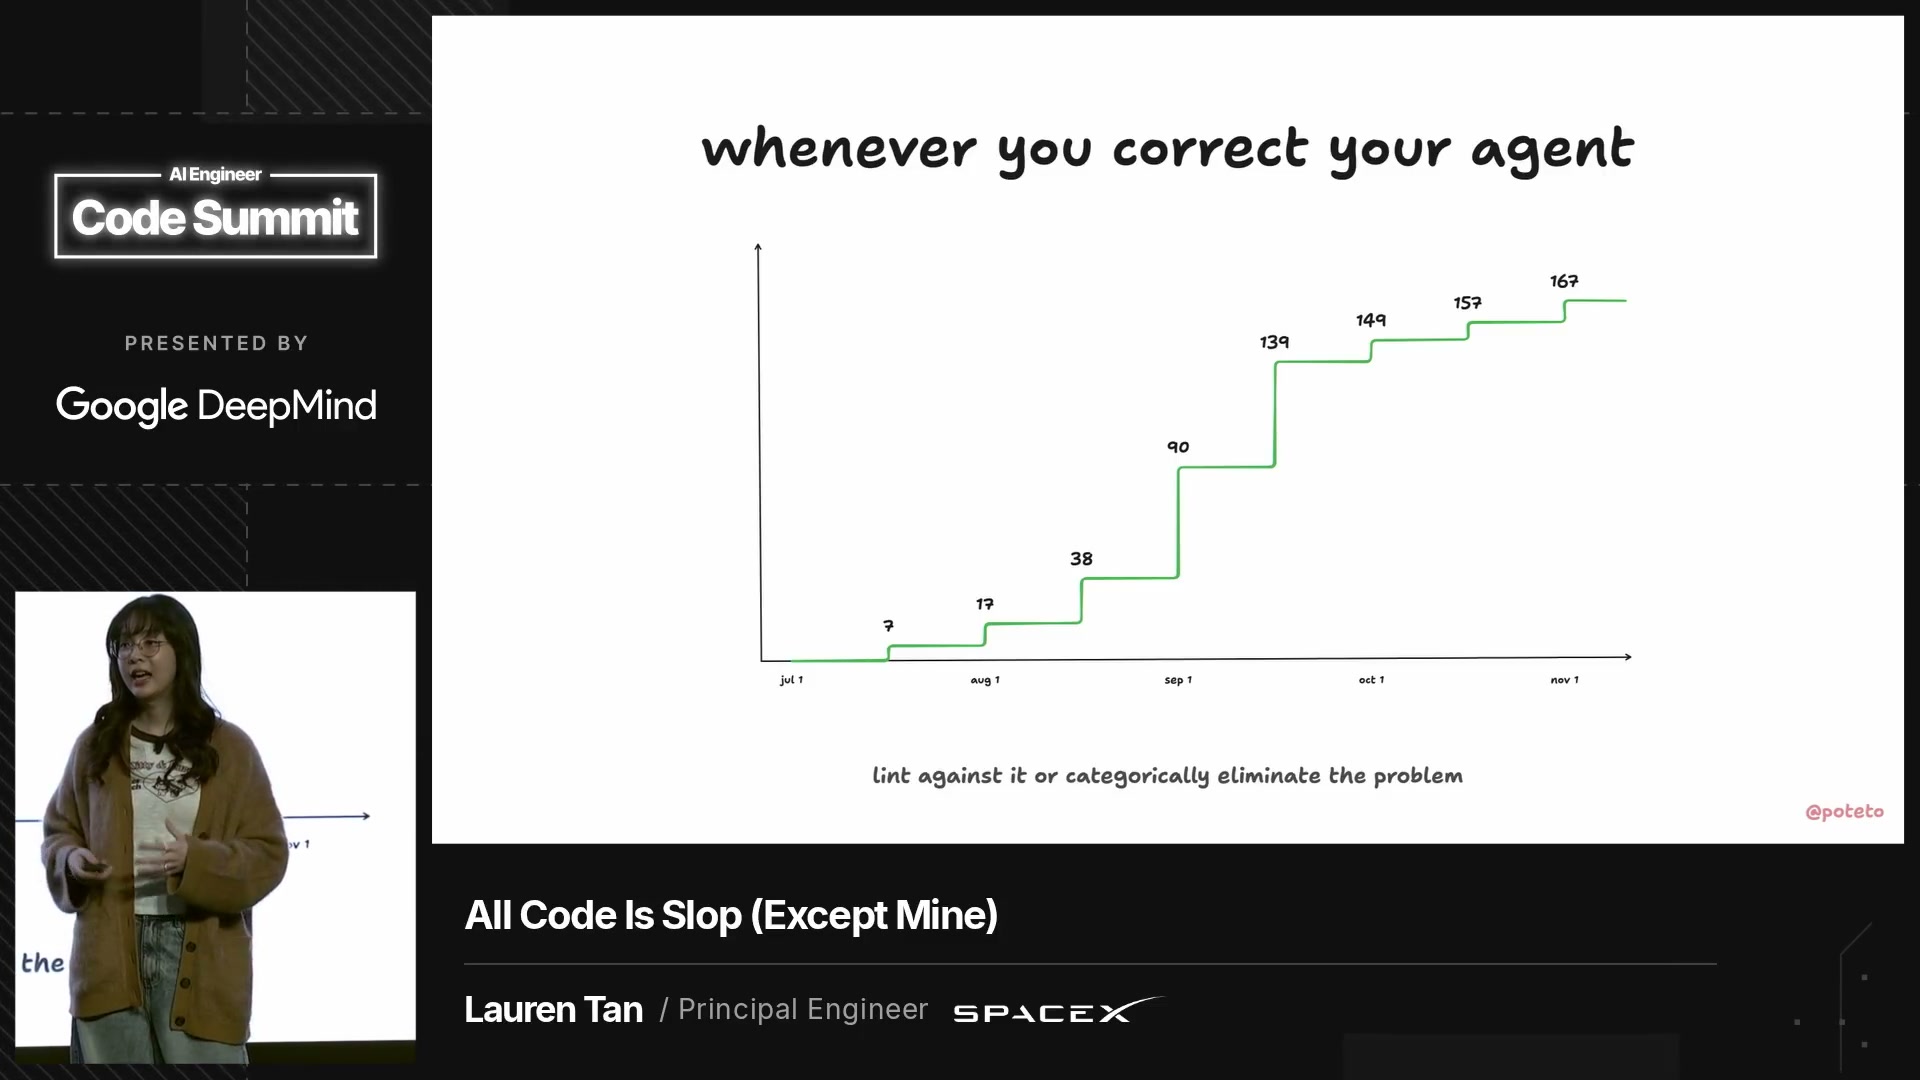 AI Engineer
Code Summit
PRESENTED BY
Google DeepMind
whenever you correct your agent
167
157
149
139
90
38
17
7
jul 1
aug 1
sep 1
oct 1
nov 1
lint against it or categorically eliminate the problem
@poteto
ov 1
the
All Code Is Slop (Except Mine)
Lauren Tan / Principal Engineer SPACEX